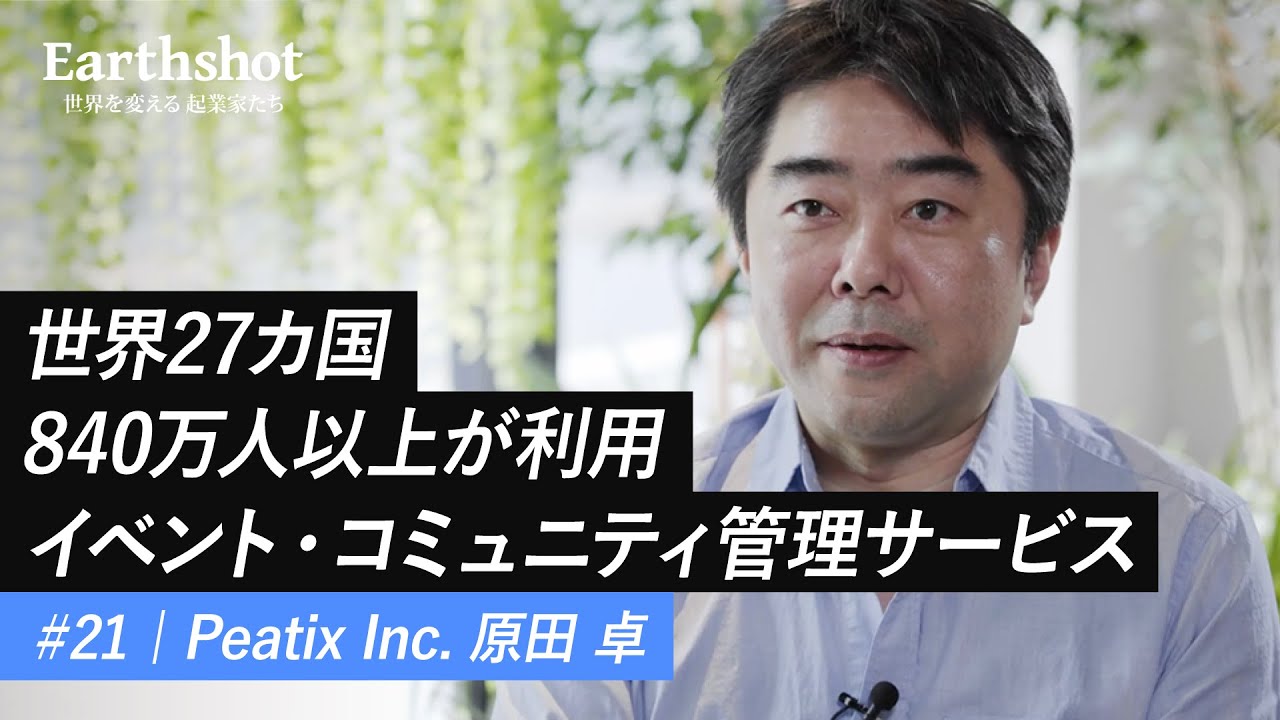 Earthshot
世界を変える 起業家たち
世界27カ国
840万人以上が利用
イベント・コミュニティ管理サービス
#21｜Peatix Inc. 原田 卓